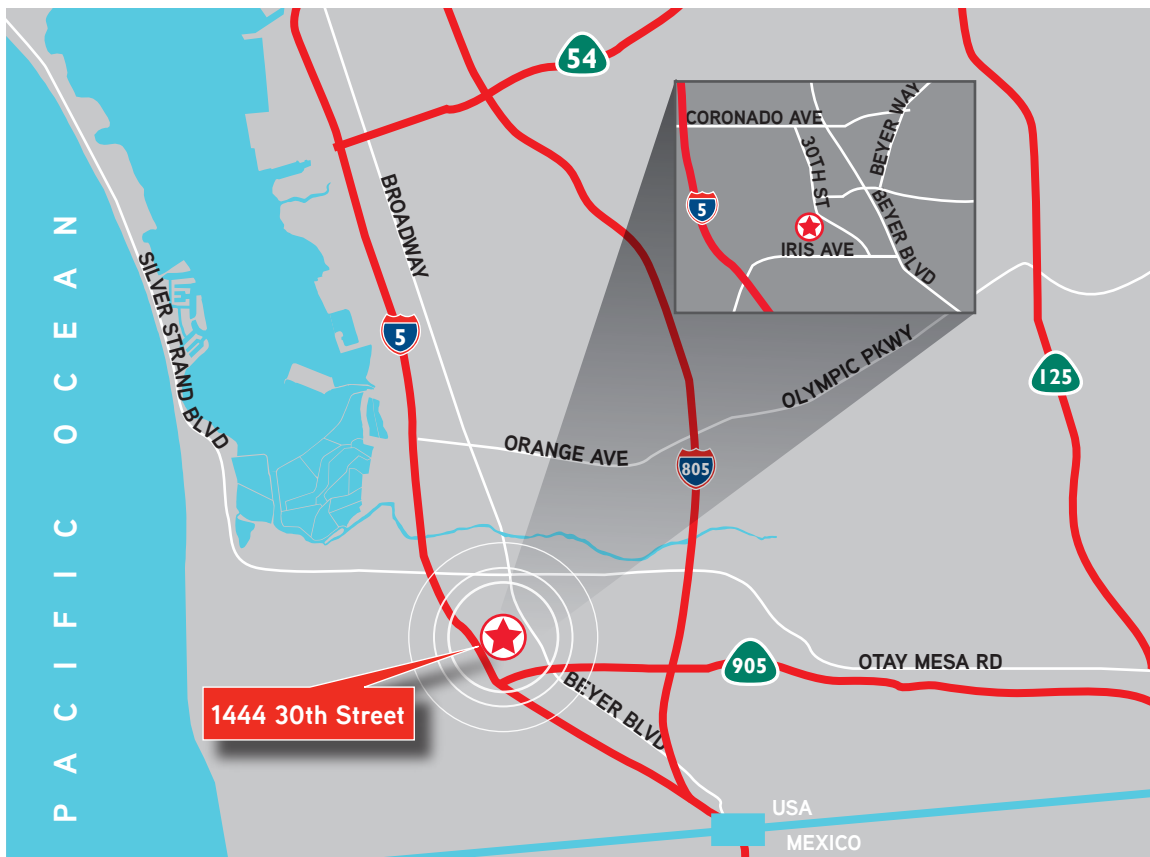 54
CORONADO AVE
BEYER WAY
30TH ST
5
BEYER BLVD
IRIS AVE
BROADWAY
PACIFIC OCEAN
SILVER STRAND BLVD
5
OLYMPIC PKWY
125
ORANGE AVE
805
905
OTAY MESA RD
1444 30th Street
BEYER BLVD
USA
MEXICO